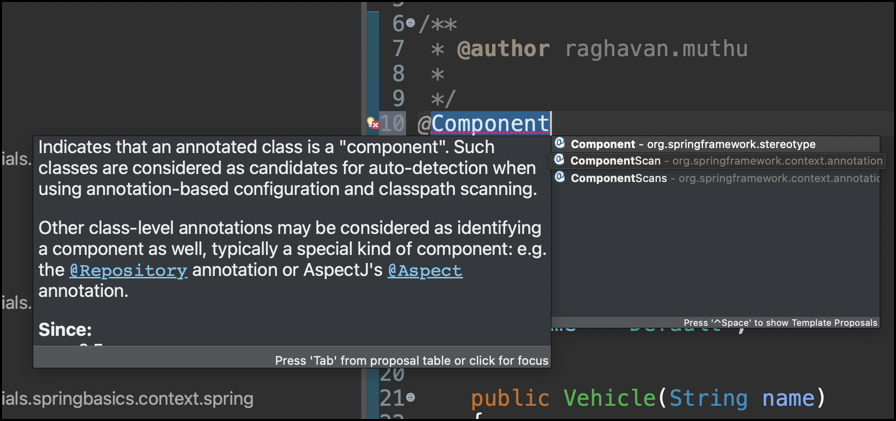 6 /**
7 * @author raghavan.muthu
8 *
9 */
10 @Component
Indicates that an annotated class is a "component". Such
classes are considered as candidates for auto-detection when
using annotation-based configuration and classpath scanning.
Other class-level annotations may be considered as identifying
a component as well, typically a special kind of component: e.g.
the @Repository annotation or AspectJ's @Aspect
annotation.
Since:
Press 'Tab' from proposal table or click for focus
Component - org.springframework.stereotype
ComponentScan - org.springframework.context.annotation
ComponentScans - org.springframework.context.annotatic
Press '^Space' to show Template Proposals
ials.
ials.
ials.springbasics.context.spring
20
21 public Vehicle(String name)
{